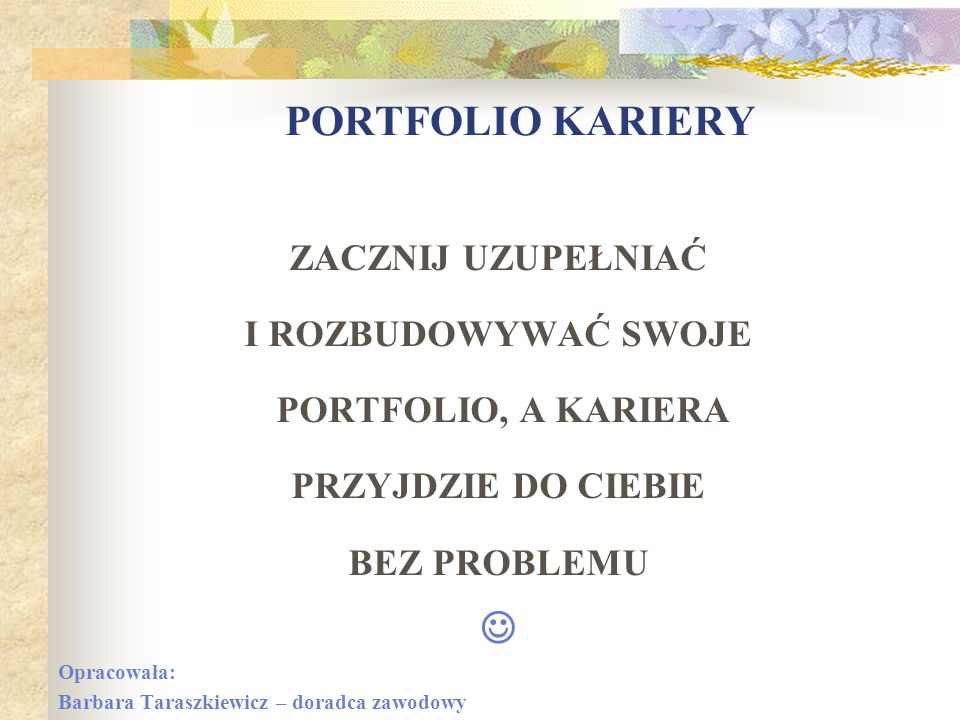 PORTFOLIO KARIERY
ZACZNIJ UZUPEŁNIAĆ
I ROZBUDOWYWAĆ SWOJE
PORTFOLIO, A KARIERA
PRZYJDZIE DO CIEBIE
BEZ PROBLEMU
☺
Opracowała:
Barbara Taraszkiewicz – doradca zawodowy